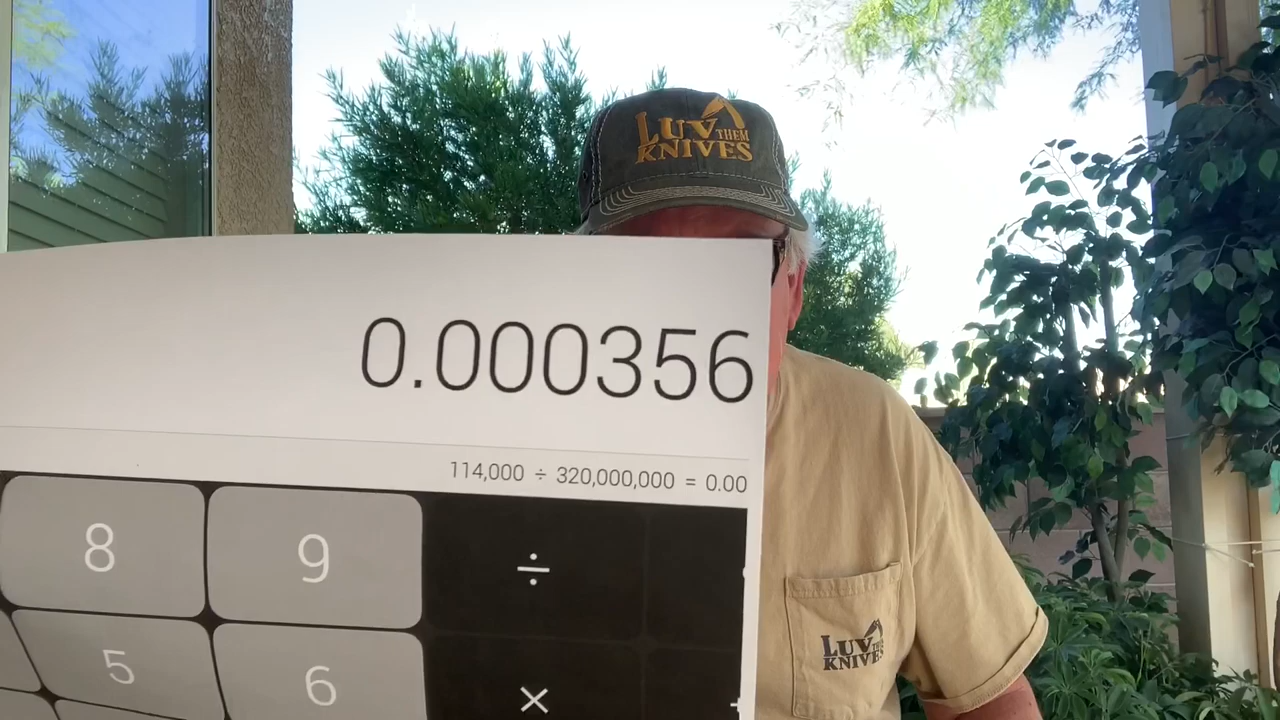 LUV THEM
KNIVES
0.000356
114,000 ÷ 320,000,000 = 0.00
8 9 ÷
5 6 ×
LUV THEM
KNIVES